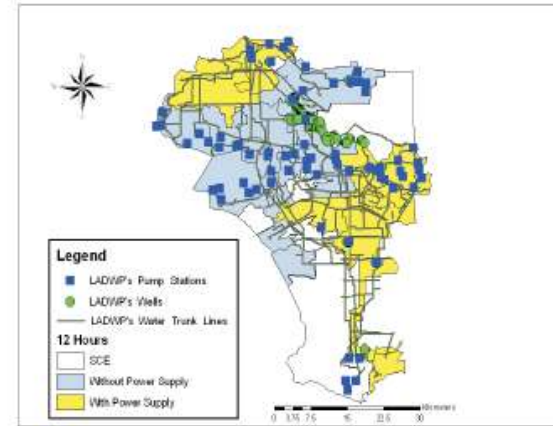 Legend
LADWP's Pump Stations
LADWP's Wells
LADWP's Water Trunk Lines
12 Hours
SCE
Without Power Supply
With Power Supply
Kilometers
0 3.75 7.5 15 22.5 30